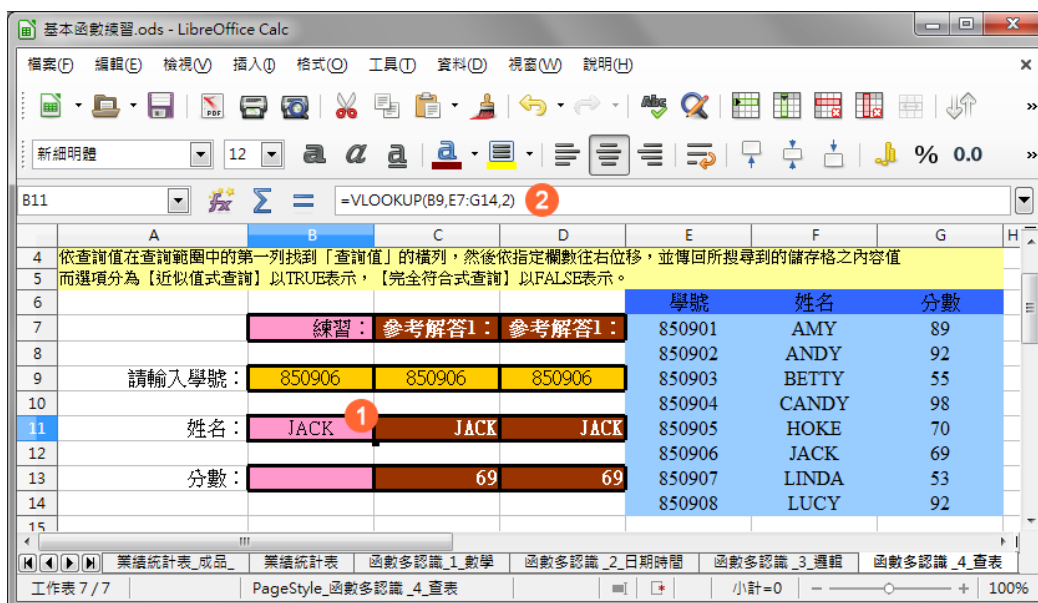 基本函數練習.ods - LibreOffice Calc
檔案(F) 編輯(E) 檢視(V) 插入(I) 格式(O) 工具(T) 資料(D) 視窗(W) 說明(H)
PDF Abc
新細明體 12 a a a a % 0.0
B11 fx Σ = =VLOOKUP(B9,E7:G14,2) 2
A B C D E F G H
4 依查詢值在查詢範圍中的第一列找到「查詢值」的橫列，然後依指定欄數往右位移，並傳回所搜尋到的儲存格之內容值
5 而選項分為【近似值式查詢】以TRUE表示，【完全符合式查詢】以FALSE表示。
6 學號 姓名 分數
7 練習： 參考解答1： 參考解答1： 850901 AMY 89
8 850902 ANDY 92
9 請輸入學號： 850906 850906 850906 850903 BETTY 55
10 850904 CANDY 98
11 姓名： JACK 1 JACK JACK 850905 HOKE 70
12 850906 JACK 69
13 分數： 69 69 850907 LINDA 53
14 850908 LUCY 92
15
業績統計表_成品_ 業績統計表 函數多認識_1_數學 函數多認識 _2_日期時間 函數多認識 _3_邏輯 函數多認識 _4_查表
工作表 7 / 7 PageStyle_函數多認識 _4_查表 小計=0 100%